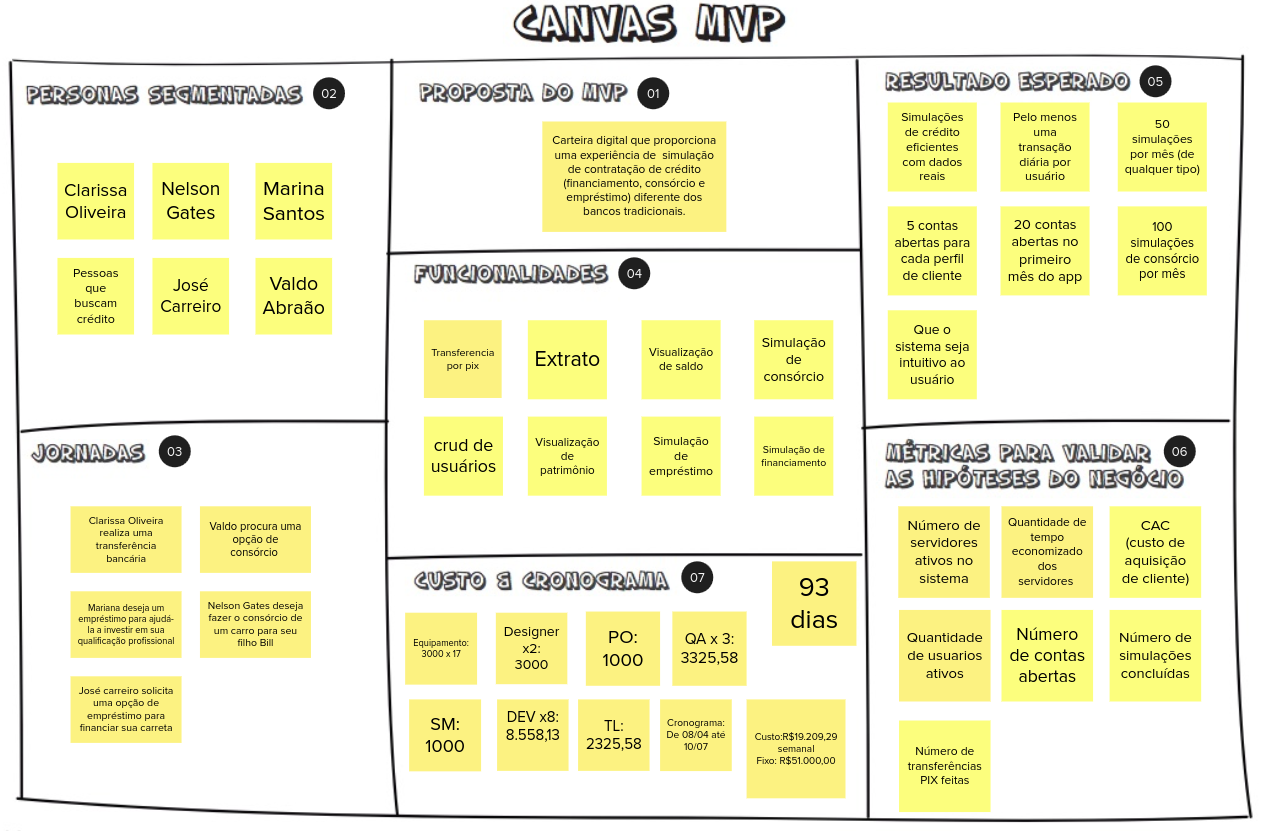 CANVAS MVP
PERSONAS SEGMENTADAS 02
Clarissa
Oliveira
Nelson
Gates
Marina
Santos
Pessoas
que
buscam
crédito
José
Carreiro
Valdo
Abraão
PROPOSTA DO MVP 01
Carteira digital que proporciona
uma experiência de simulação
de contratação de crédito
(financiamento, consórcio e
empréstimo) diferente dos
bancos tradicionais.
RESULTADO ESPERADO 05
Simulações
de crédito
eficientes
com dados
reais
Pelo menos
uma
transação
diária por
usuário
50
simulações
por mês (de
qualquer tipo)
5 contas
abertas para
cada perfil
de cliente
20 contas
abertas no
primeiro
mês do app
100
simulações
de consórcio
por mês
Que o
sistema seja
intuitivo ao
usuário
FUNCIONALIDADES 04
Transferencia
por pix
Extrato
Visualização
de saldo
Simulação
de
consórcio
crud de
usuários
Visualização
de
patrimônio
Simulação
de
empréstimo
Simulação de
financiamento
JORNADAS 03
Clarissa Oliveira
realiza uma
transferência
bancária
Valdo procura uma
opção de
consórcio
Mariana deseja um
empréstimo para ajudá-
la a investir em sua
qualificação profissional
Nelson Gates deseja
fazer o consórcio de
um carro para seu
filho Bill
José carreiro solicita
uma opção de
empréstimo para
financiar sua carreta
MÉTRICAS PARA VALIDAR 06
AS HIPÓTESES DO NEGÓCIO
Número de
servidores
ativos no
sistema
Quantidade de
tempo
economizado
dos
servidores
CAC
(custo de
aquisição
de cliente)
Quantidade
de usuarios
ativos
Número
de contas
abertas
Número de
simulações
concluídas
Número de
transferências
PIX feitas
CUSTO & CRONOGRAMA 07
93
dias
Equipamento:
3000 x 17
Designer
x2:
3000
PO:
1000
QA x 3:
3325,58
SM:
1000
DEV x8:
8.558,13
TL:
2325,58
Cronograma:
De 08/04 até
10/07
Custo:R$19.209,29
semanal
Fixo: R$51.000,00